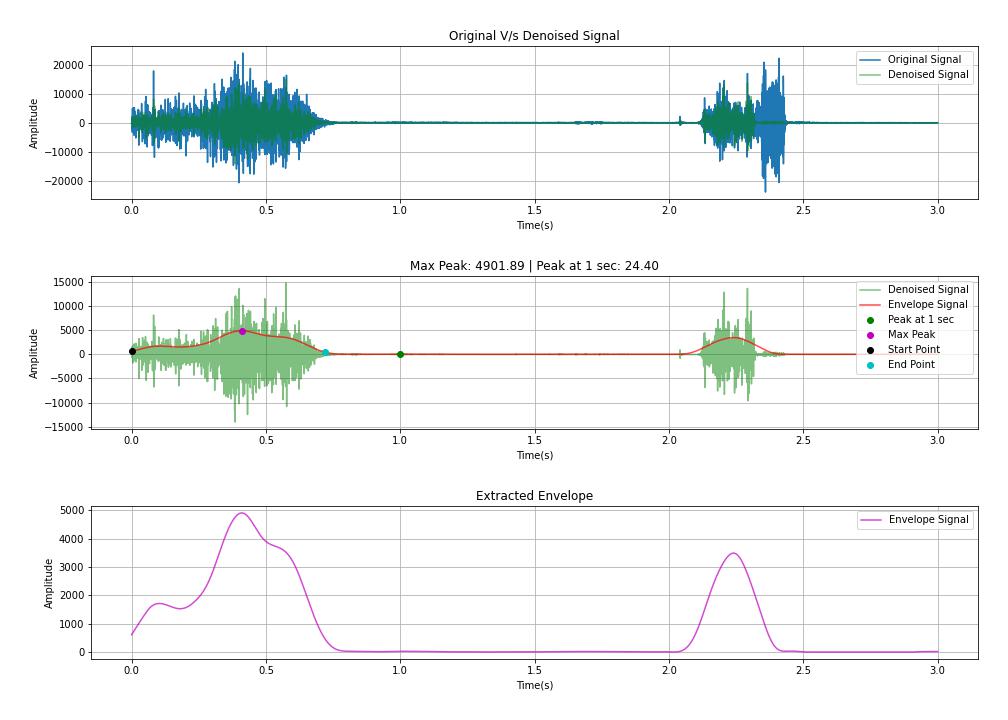 Original V/s Denoised Signal
Amplitude
20000
10000
0
−10000
−20000
Original Signal
Denoised Signal
0.0 0.5 1.0 1.5 2.0 2.5 3.0
Time(s)
Max Peak: 4901.89 | Peak at 1 sec: 24.40
Amplitude
15000
10000
5000
0
−5000
−10000
−15000
Denoised Signal
Envelope Signal
Peak at 1 sec
Max Peak
Start Point
End Point
0.0 0.5 1.0 1.5 2.0 2.5 3.0
Time(s)
Extracted Envelope
Amplitude
5000
4000
3000
2000
1000
0
Envelope Signal
0.0 0.5 1.0 1.5 2.0 2.5 3.0
Time(s)